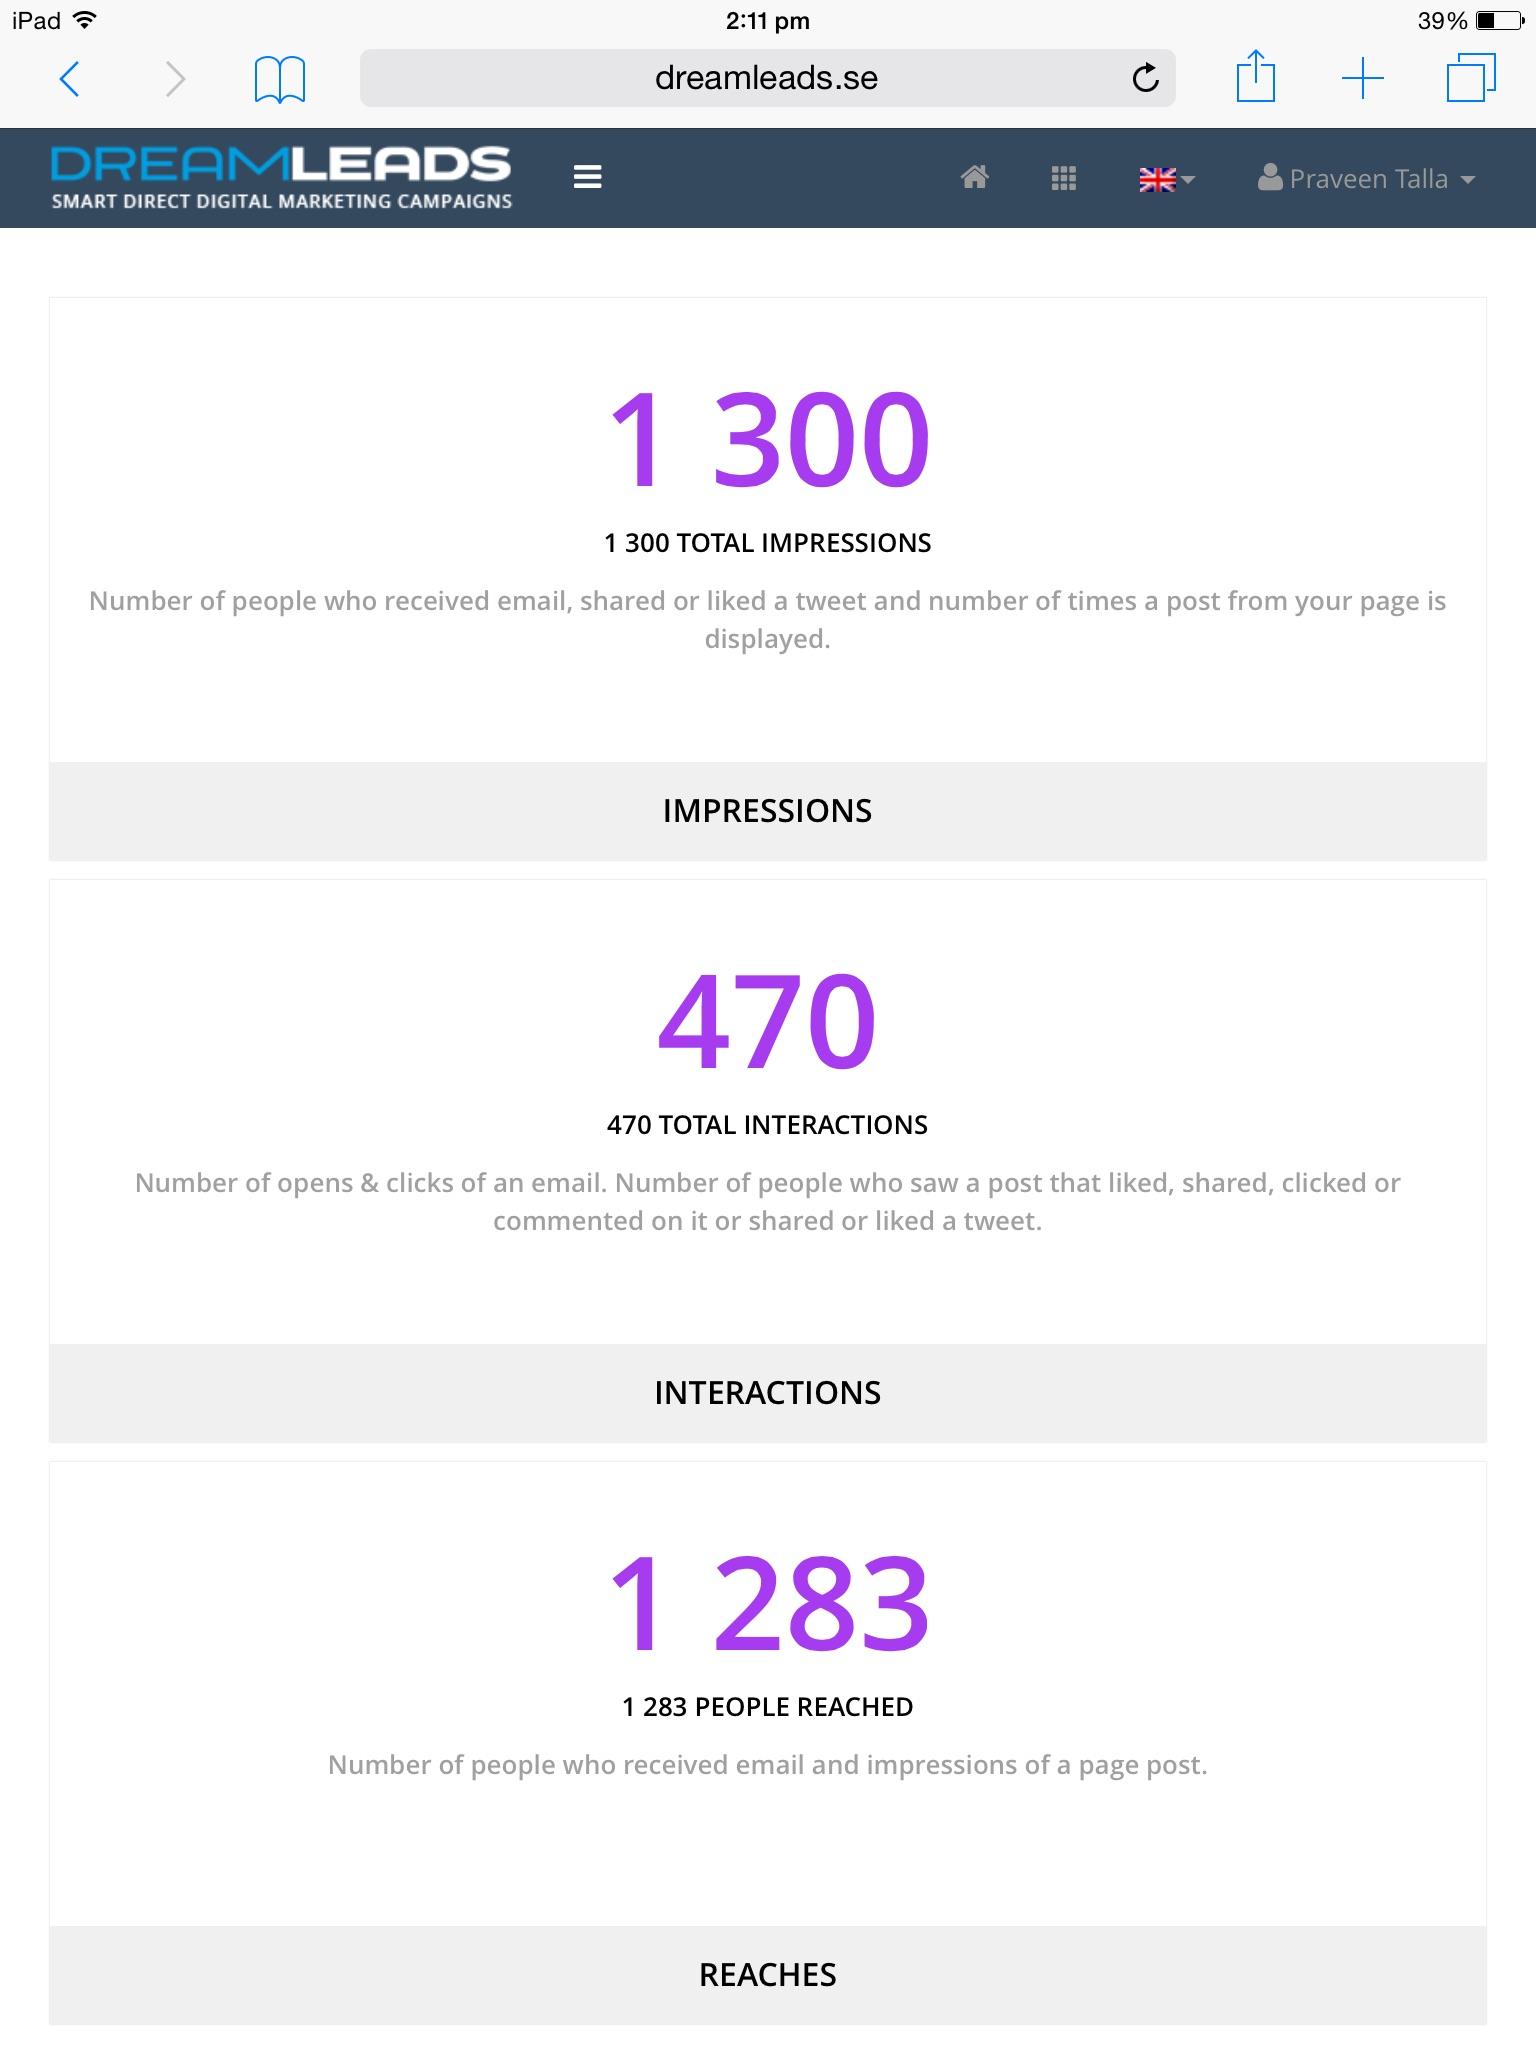 iPad 2:11 pm 39%
dreamleads.se
DREAMLEADS
SMART DIRECT DIGITAL MARKETING CAMPAIGNS
Praveen Talla
1 300
1 300 TOTAL IMPRESSIONS
Number of people who received email, shared or liked a tweet and number of times a post from your page is
displayed.
IMPRESSIONS
470
470 TOTAL INTERACTIONS
Number of opens & clicks of an email. Number of people who saw a post that liked, shared, clicked or
commented on it or shared or liked a tweet.
INTERACTIONS
1 283
1 283 PEOPLE REACHED
Number of people who received email and impressions of a page post.
REACHES